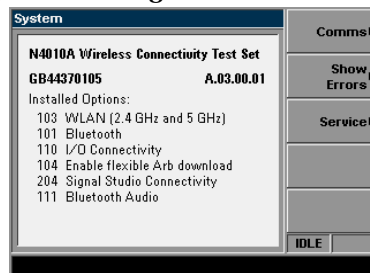 System
N4010A Wireless Connectivity Test Set
GB44370105 A.03.00.01
Installed Options:
103 WLAN (2.4 GHz and 5 GHz)
101 Bluetooth
110 I/O Connectivity
104 Enable flexible Arb download
204 Signal Studio Connectivity
111 Bluetooth Audio
Comms
Show
Errors
Service
IDLE